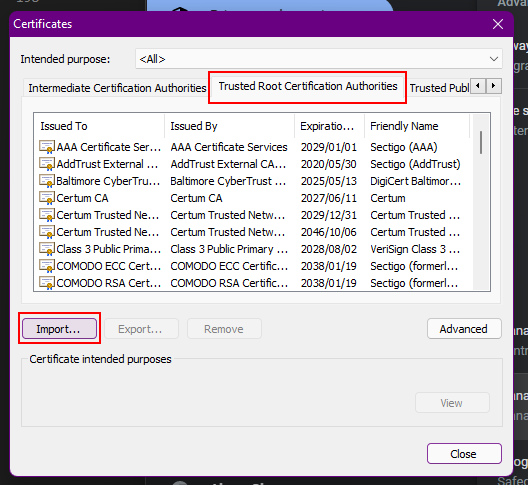 Certificates
Intended purpose: <All>
Intermediate Certification Authorities Trusted Root Certification Authorities Trusted Publ
Issued To Issued By Expiratio... Friendly Name
AAA Certificate Ser... AAA Certificate Services 2029/01/01 Sectigo (AAA)
AddTrust External ... AddTrust External CA... 2020/05/30 Sectigo (AddTrust)
Baltimore CyberTrust ... Baltimore CyberTrust ... 2025/05/13 DigiCert Baltimor...
Certum CA Certum CA 2027/06/11 Certum
Certum Trusted Ne... Certum Trusted Netw... 2029/12/31 Certum Trusted ...
Certum Trusted Ne... Certum Trusted Netw... 2046/10/06 Certum Trusted ...
Class 3 Public Prima... Class 3 Public Primary ... 2028/08/02 VeriSign Class 3 ...
COMODO ECC Cert... COMODO ECC Certific... 2038/01/19 Sectigo (formerl...
COMODO RSA Cert... COMODO RSA Certific... 2038/01/19 Sectigo (formerl...
Import... Export... Remove Advanced
Certificate intended purposes
View
Close